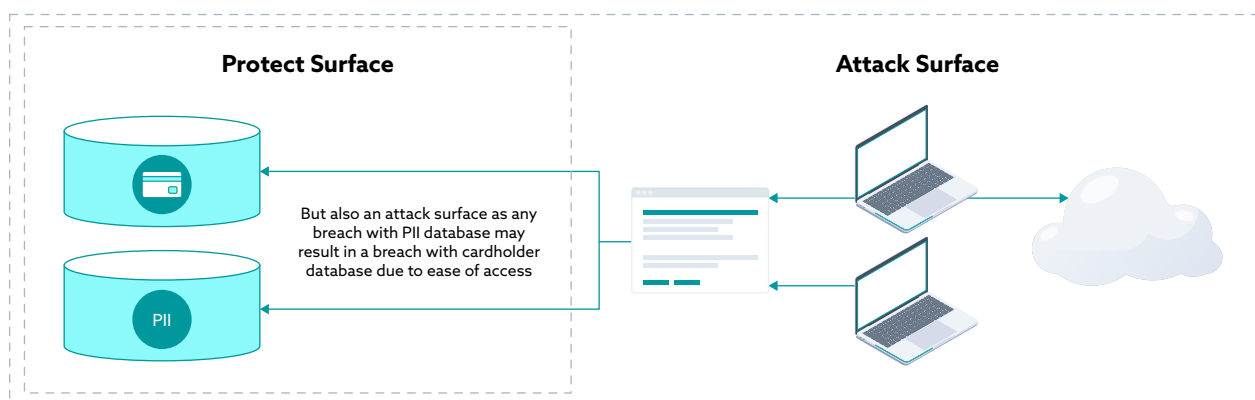 Protect Surface
Attack Surface
But also an attack surface as any
breach with PII database may
result in a breach with cardholder
database due to ease of access
PII